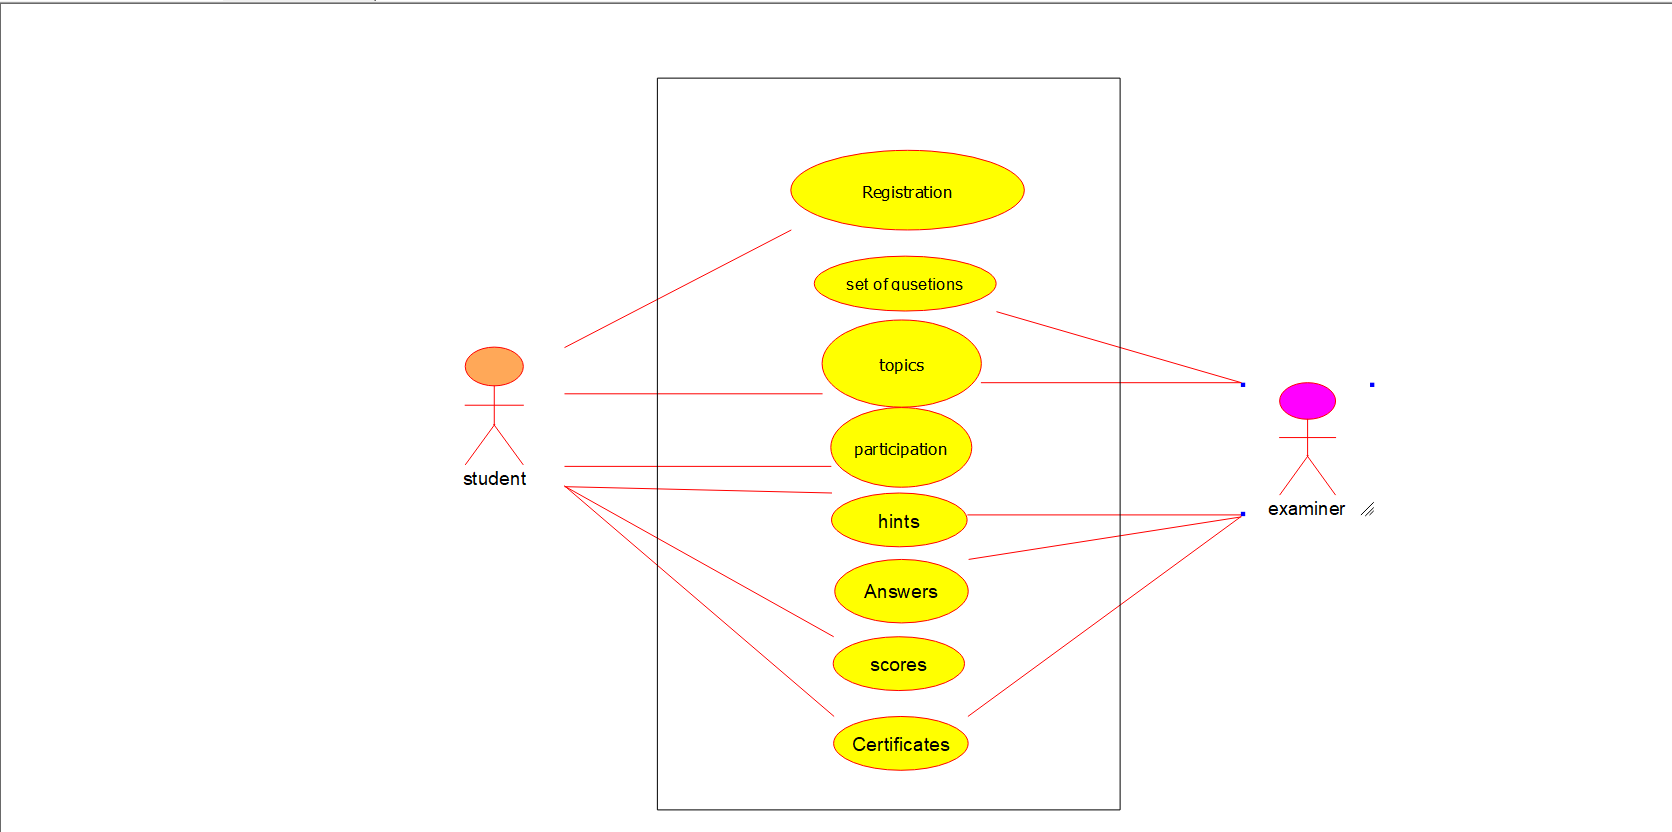 Registration
set of qusetions
topics
participation
student
hints
examiner
Answers
scores
Certificates